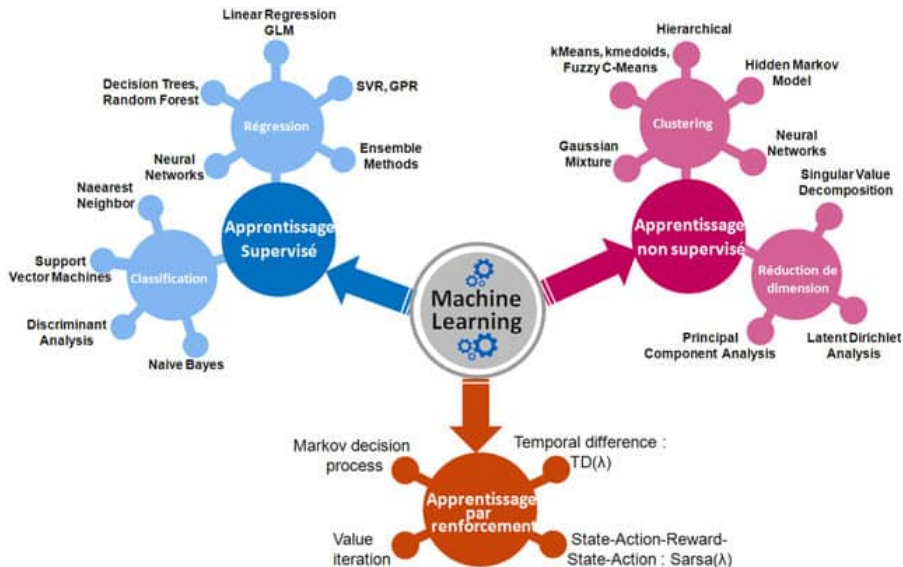 Linear Regression
GLM
Decision Trees,
Random Forest
SVR, GPR
Régression
Neural
Networks
Ensemble
Methods
Naearest
Neighbor
Apprentissage
Supervisé
Support
Vector Machines
Classification
Discriminant
Analysis
Naive Bayes
Machine
Learning
Hierarchical
kMeans, kmedoids,
Fuzzy C-Means
Hidden Markov
Model
Clustering
Gaussian
Mixture
Neural
Networks
Apprentissage
non supervisé
Singular Value
Decomposition
Réduction de
dimension
Principal
Component Analysis
Latent Dirichlet
Analysis
Markov decision
process
Temporal difference :
TD(λ)
Apprentissage
par
renforcement
Value
iteration
State-Action-Reward-
State-Action : Sarsa(λ)